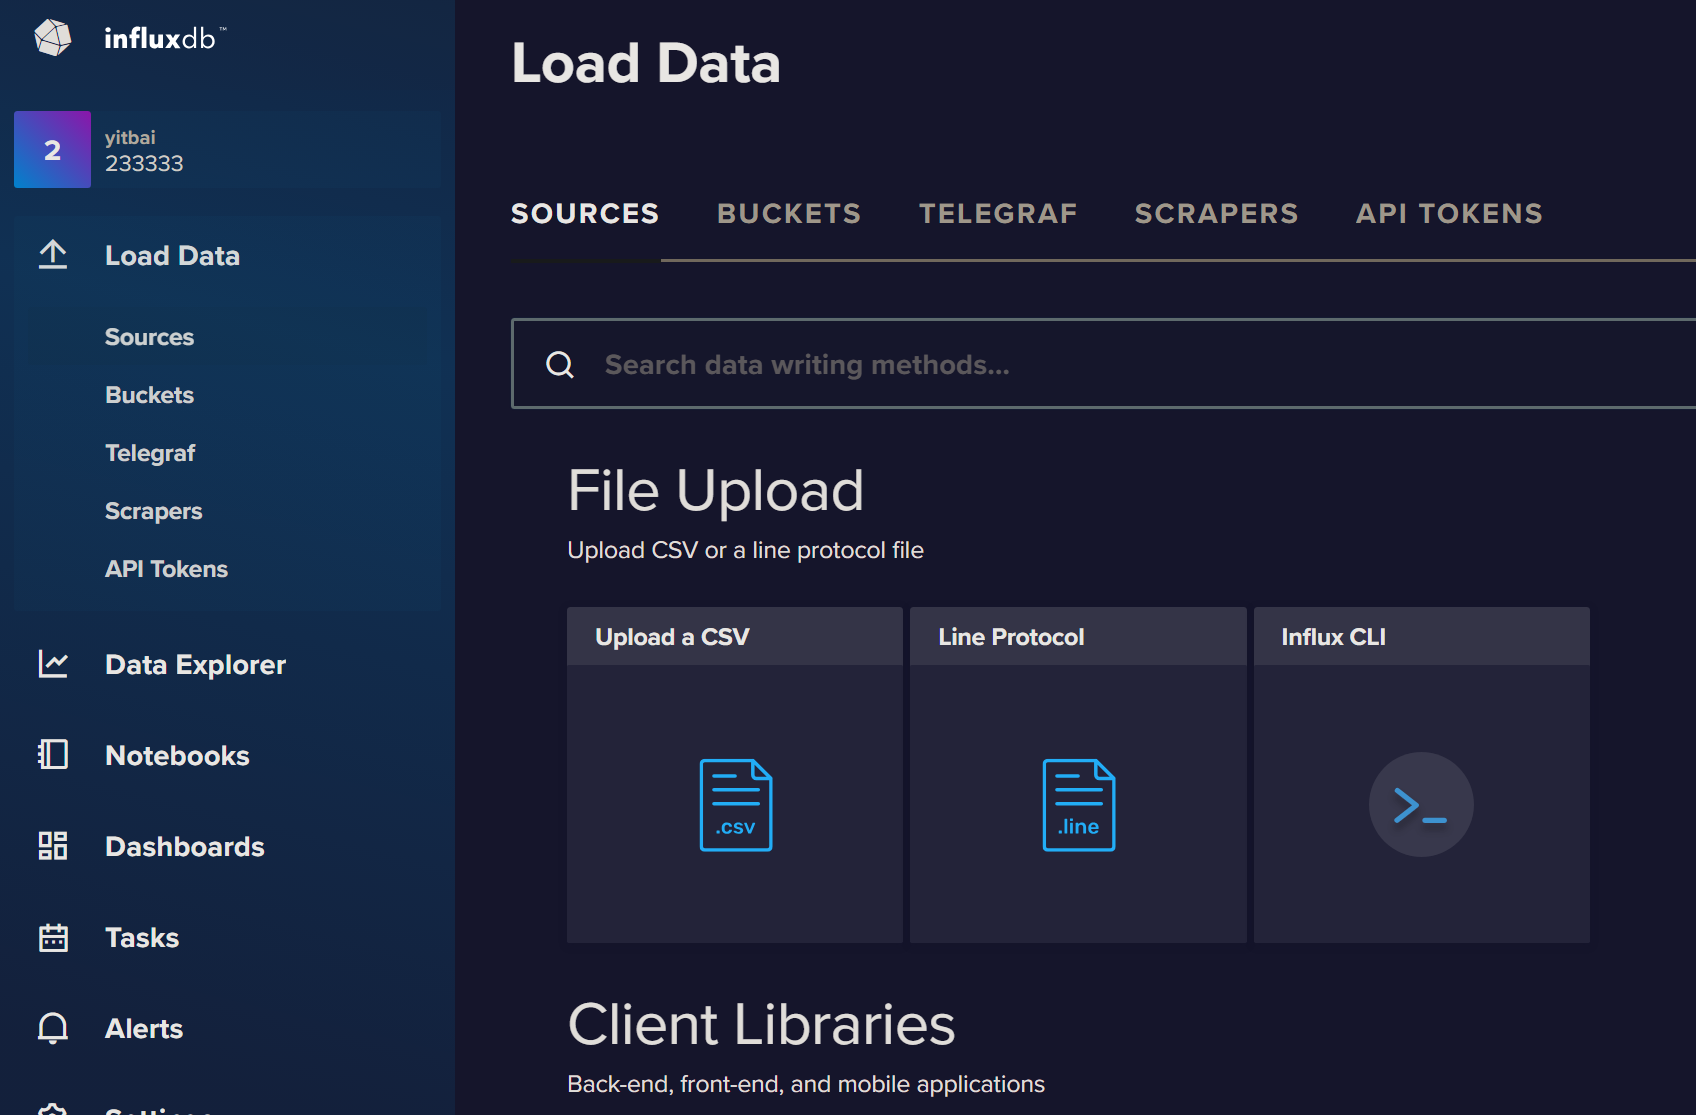 influxdb™
2
yitbai
233333
Load Data
Sources
Buckets
Telegraf
Scrapers
API Tokens
Data Explorer
Notebooks
Dashboards
Tasks
Alerts
Settings
Load Data
SOURCES BUCKETS TELEGRAF SCRAPERS API TOKENS
Search data writing methods...
File Upload
Upload CSV or a line protocol file
Upload a CSV
.csv
Line Protocol
.line
Influx CLI
>_
Client Libraries
Back-end, front-end, and mobile applications